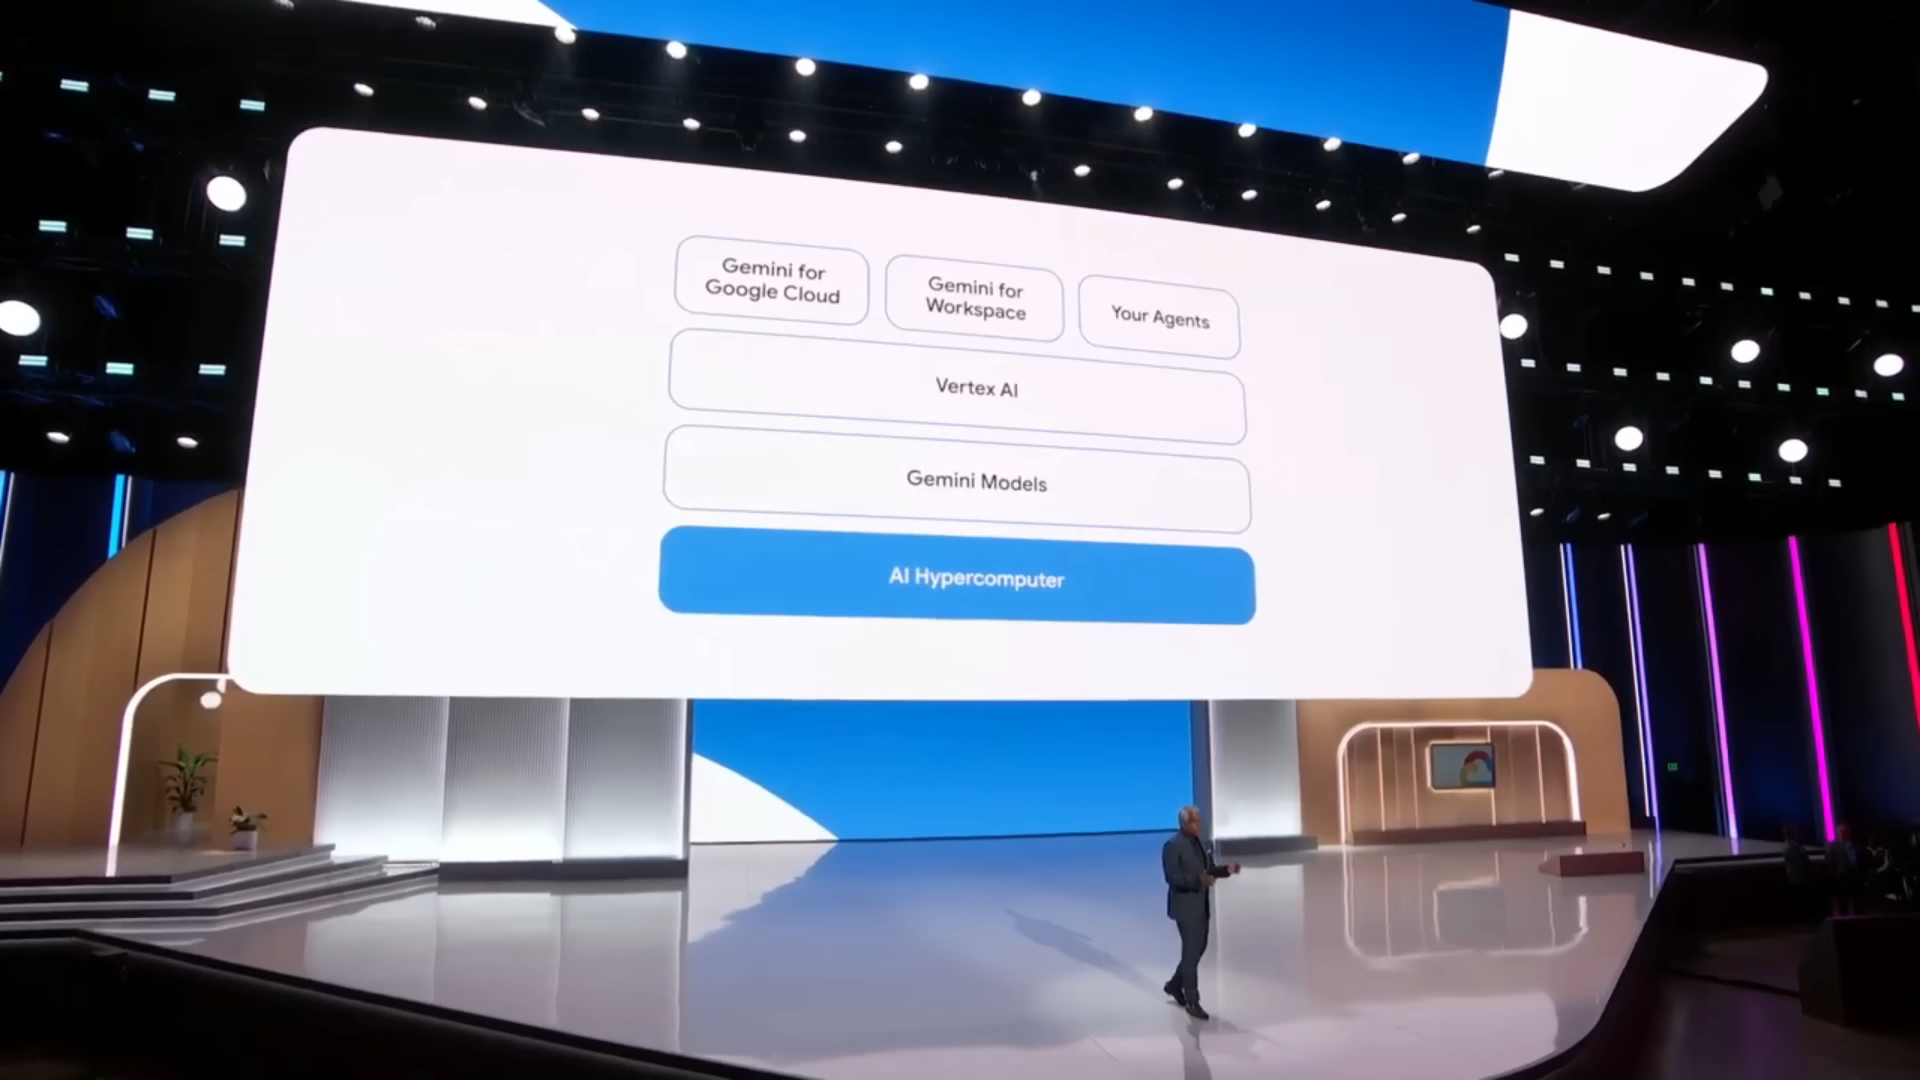 Gemini for
Google Cloud
Gemini for
Workspace
Your Agents
Vertex AI
Gemini Models
AI Hypercomputer